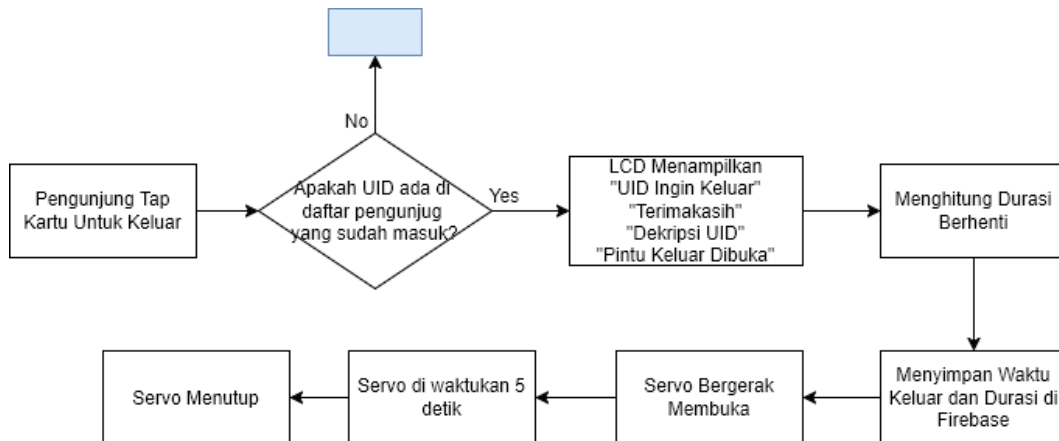 No
Pengunjung Tap
Kartu Untuk Keluar
Apakah UID ada di
daftar pengunjug
yang sudah masuk?
Yes
LCD Menampilkan
"UID Ingin Keluar"
"Terimakasih"
"Dekripsi UID"
"Pintu Keluar Dibuka"
Menghitung Durasi
Berhenti
Menyimpan Waktu
Keluar dan Durasi di
Firebase
Servo Bergerak
Membuka
Servo di waktukan 5
detik
Servo Menutup